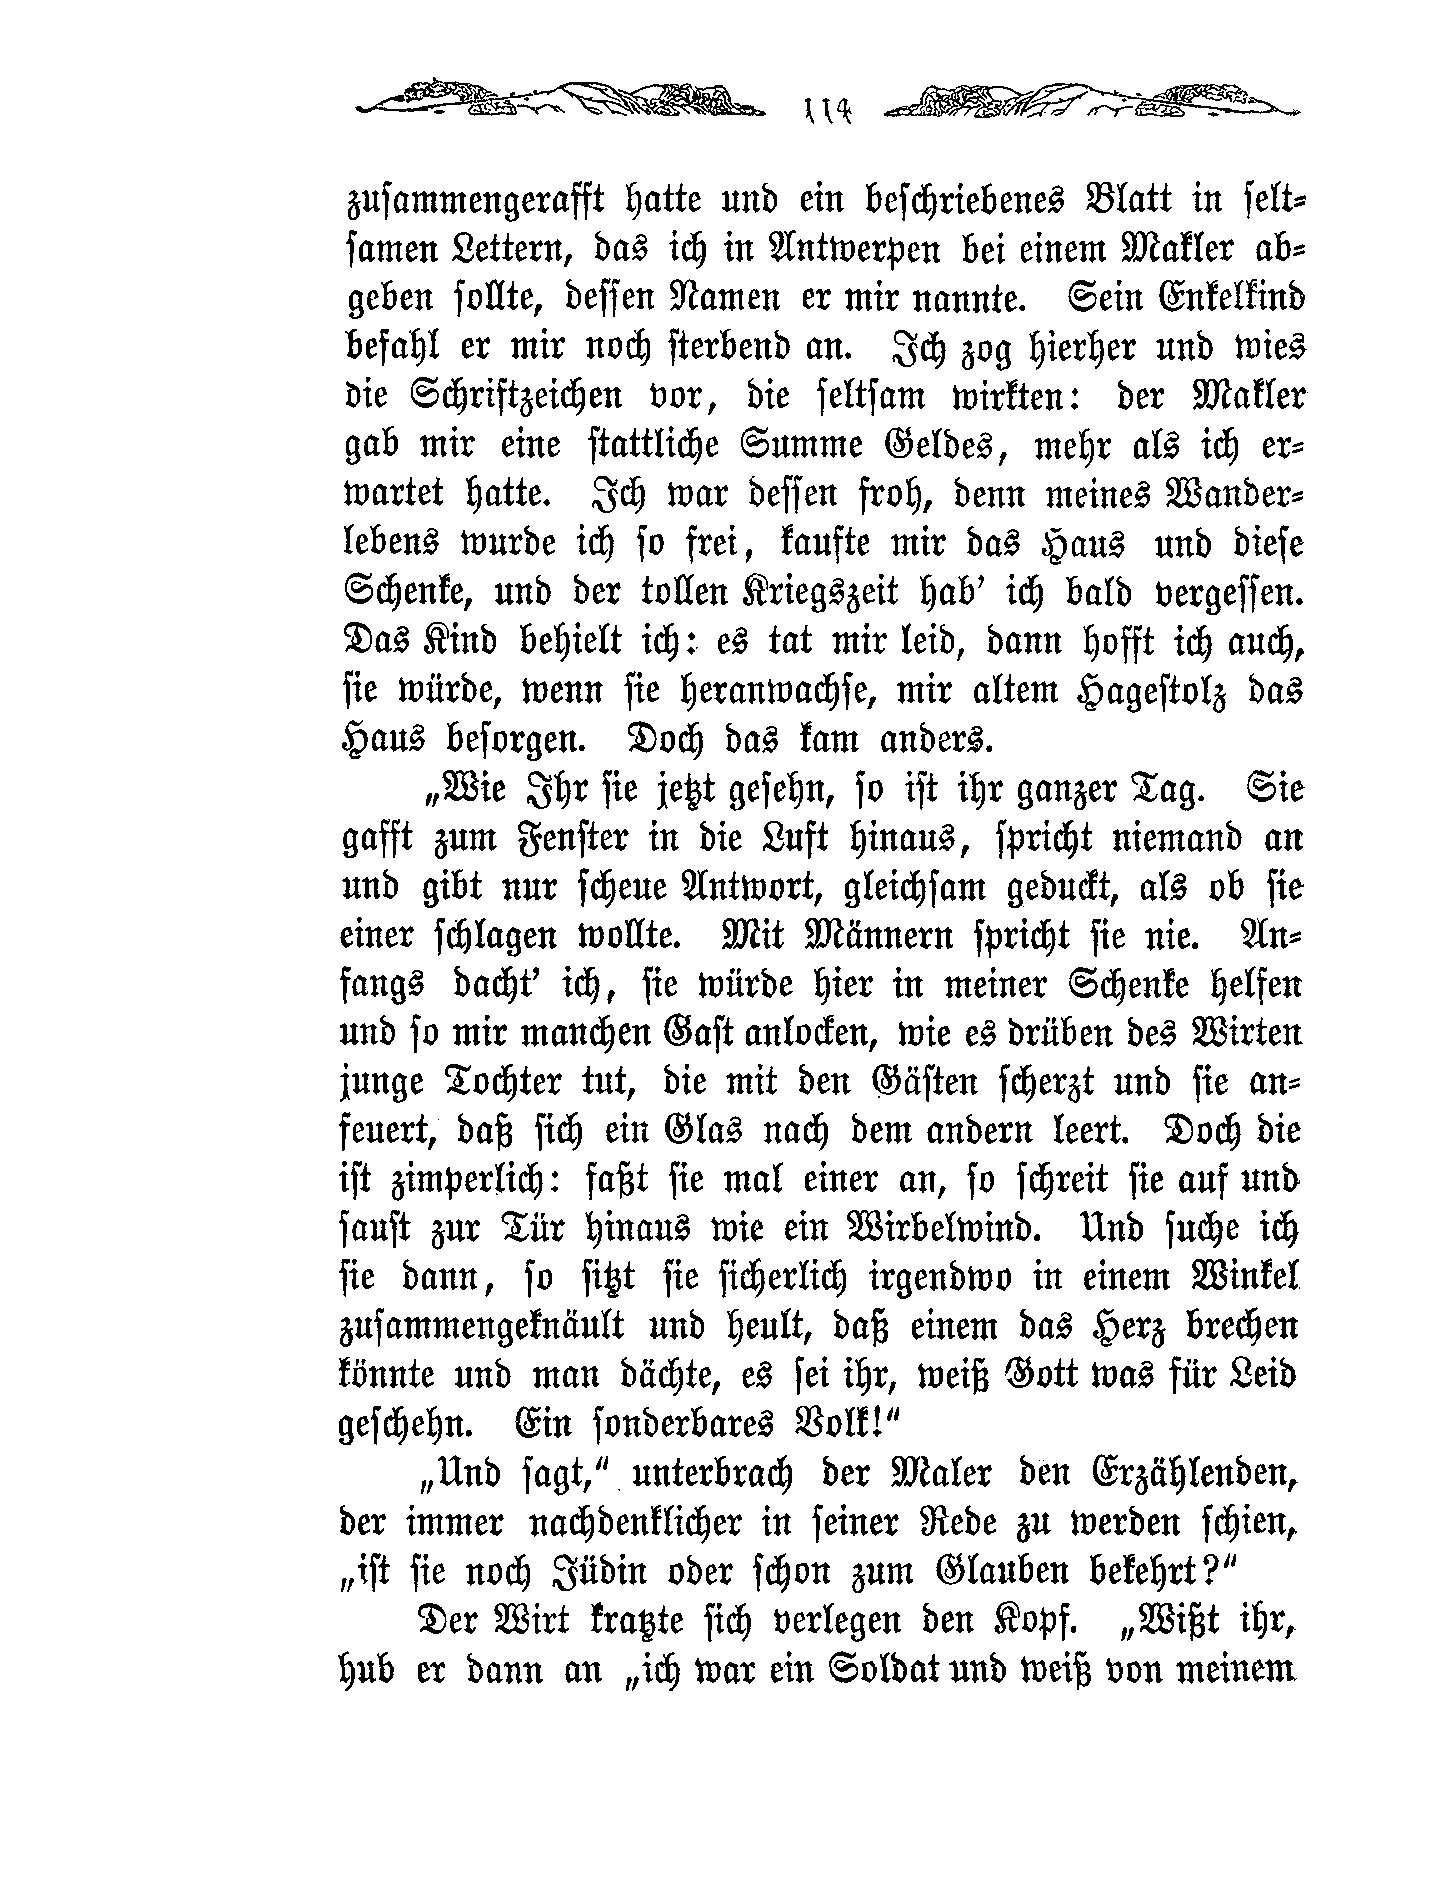 114
zusammengerafft hatte und ein beschriebenes Blatt in selt-
samen Lettern, das ich in Antwerpen bei einem Makler ab-
geben sollte, dessen Namen er mir nannte. Sein Enkelkind
befahl er mir noch sterbend an. Ich zog hierher und wies
die Schriftzeichen vor, die seltsam wirkten: der Makler
gab mir eine stattliche Summe Geldes, mehr als ich er-
wartet hatte. Ich war dessen froh, denn meines Wander-
lebens wurde ich so frei, kaufte mir das Haus und diese
Schenke, und der tollen Kriegszeit hab' ich bald vergessen.
Das Kind behielt ich: es tat mir leid, dann hofft ich auch,
sie würde, wenn sie heranwachse, mir altem Hagestolz das
Haus besorgen. Doch das kam anders.
„Wie Ihr sie jetzt gesehn, so ist ihr ganzer Tag. Sie
gafft zum Fenster in die Luft hinaus, spricht niemand an
und gibt nur scheue Antwort, gleichsam geduckt, als ob sie
einer schlagen wollte. Mit Männern spricht sie nie. An-
fangs dacht' ich, sie würde hier in meiner Schenke helfen
und so mir manchen Gast anlocken, wie es drüben des Wirten
junge Tochter tut, die mit den Gästen scherzt und sie an-
feuert, daß sich ein Glas nach dem andern leert. Doch die
ist zimperlich: faßt sie mal einer an, so schreit sie auf und
saust zur Tür hinaus wie ein Wirbelwind. Und suche ich
sie dann, so sitzt sie sicherlich irgendwo in einem Winkel
zusammengeknäult und heult, daß einem das Herz brechen
könnte und man dächte, es sei ihr, weiß Gott was für Leid
geschehn. Ein sonderbares Volk!“
„Und sagt,“ unterbrach der Maler den Erzählenden,
der immer nachdenklicher in seiner Rede zu werden schien,
„ist sie noch Jüdin oder schon zum Glauben bekehrt?“
Der Wirt kratzte sich verlegen den Kopf. „Wißt ihr,
hub er dann an „ich war ein Soldat und weiß von meinem